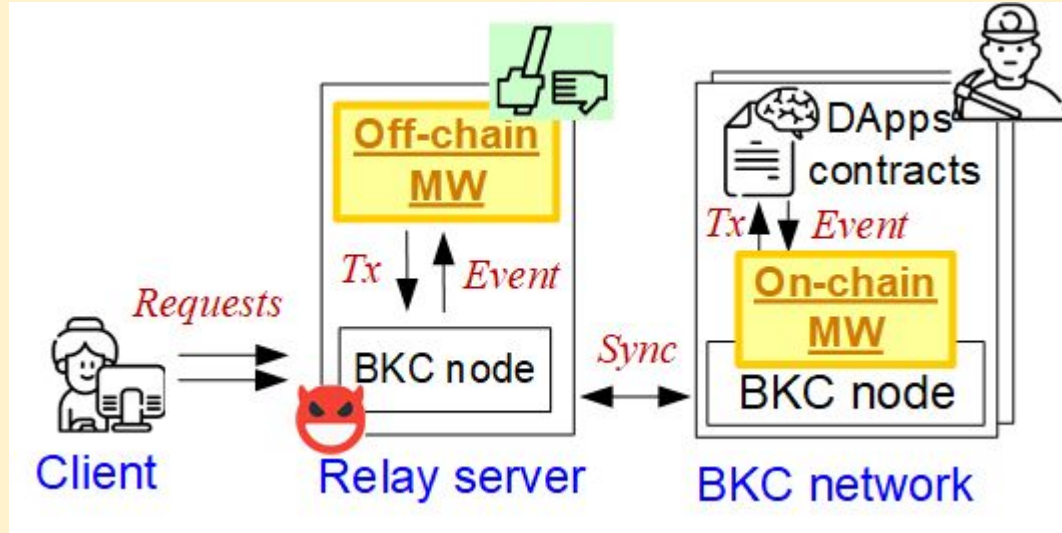 Off-chain
MW
Tx
Event
BKC node
Requests
Client
Relay server
Sync
DApps
contracts
Tx
Event
On-chain
MW
BKC node
BKC network